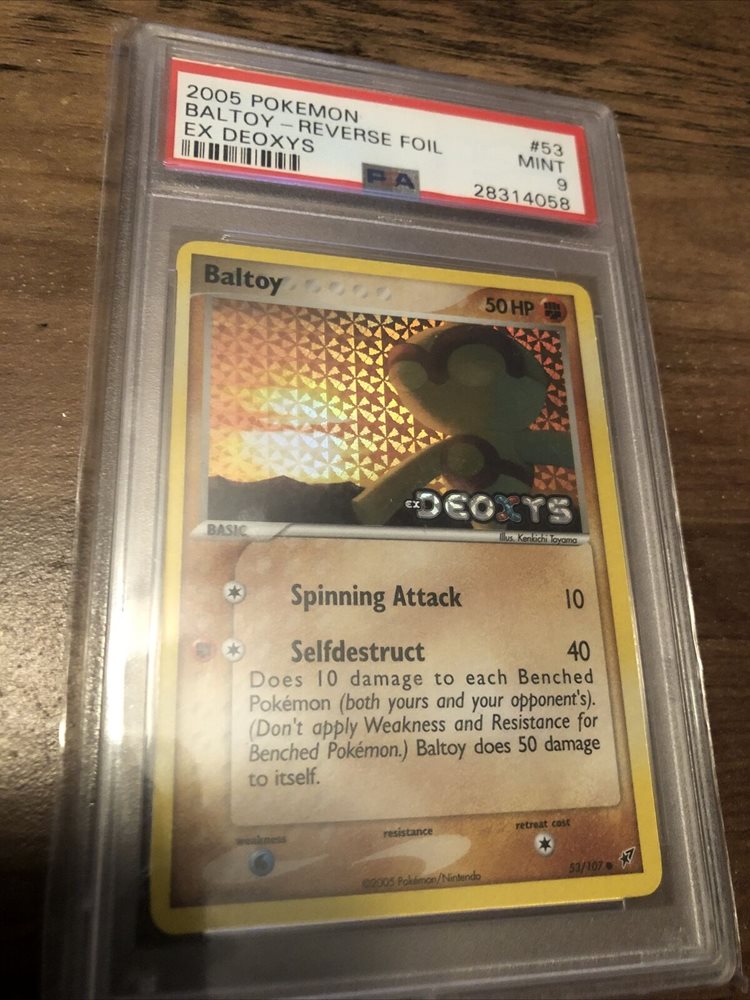 2005 POKEMON #53
BALTOY - REVERSE FOIL MINT
EX DEOXYS 9
PSA 28314058
Baltoy 50 HP
ex DEOXYS
BASIC Illus. Kenkichi Toyama
Spinning Attack 10
Selfdestruct 40
Does 10 damage to each Benched
Pokémon (both yours and your opponent's).
(Don't apply Weakness and Resistance for
Benched Pokémon.) Baltoy does 50 damage
to itself.
weakness resistance retreat cost
53/107
©2005 Pokémon/Nintendo